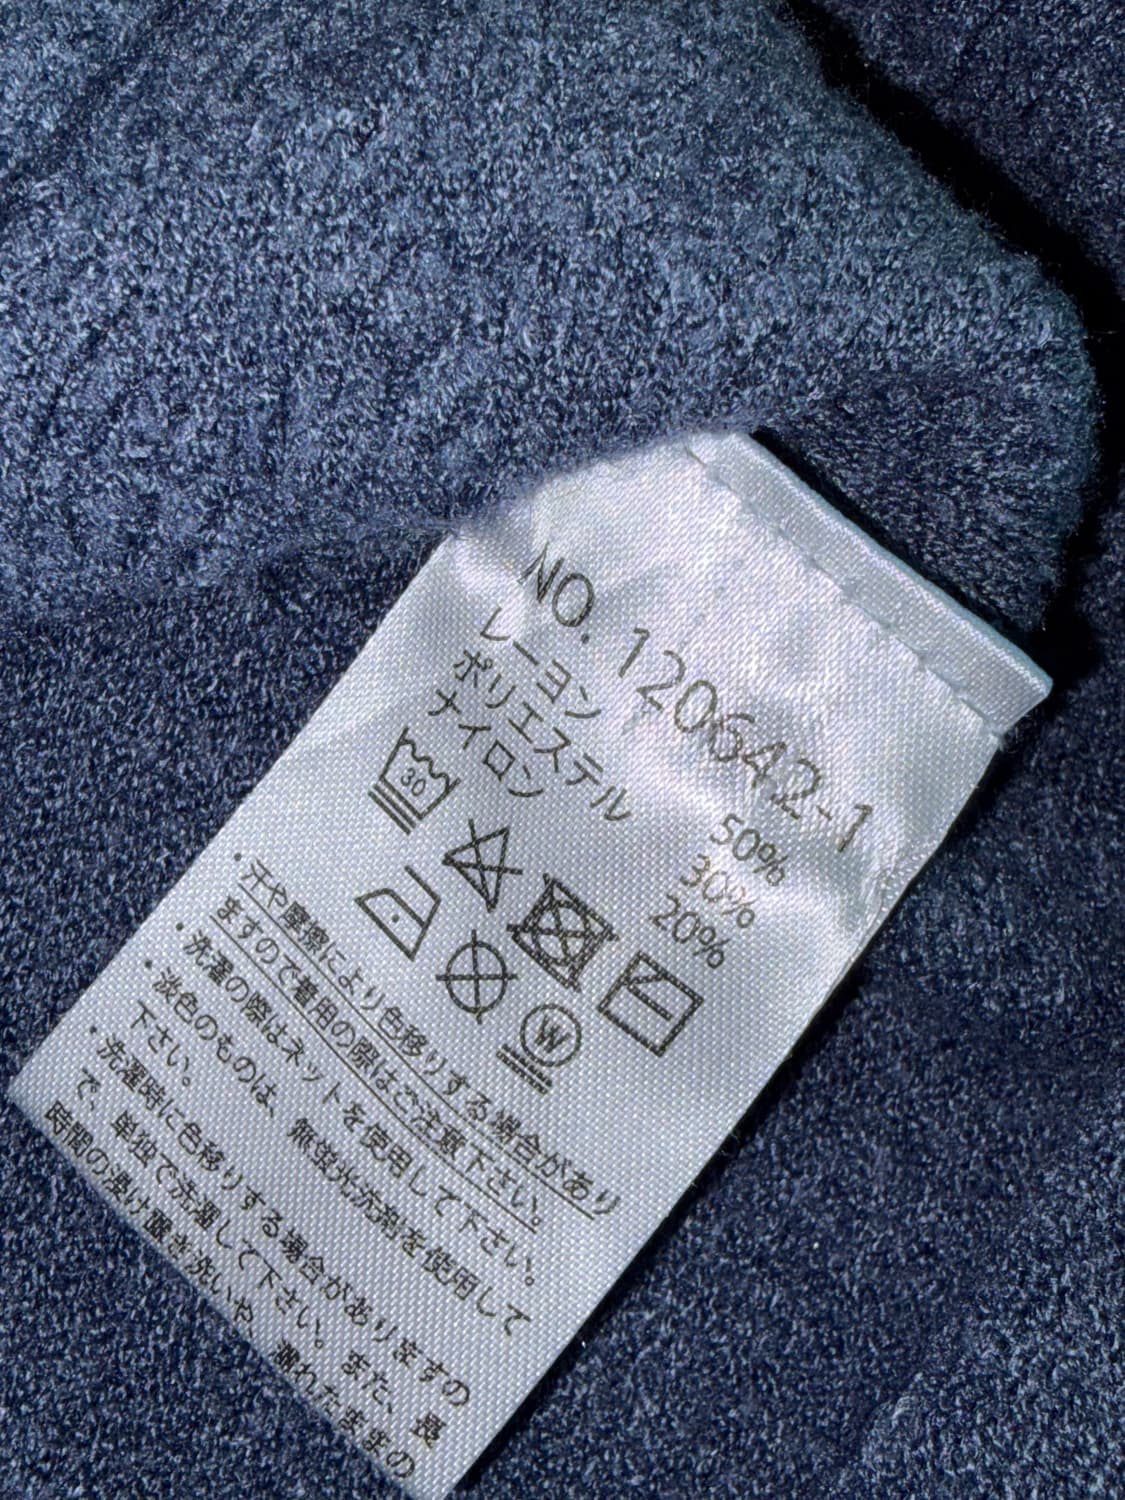 NO. 120642-1
レーヨン 50%
ポリエステル 30%
ナイロン 20%
30
W
・汗や摩擦により色移りする場合があり
ますので着用の際はご注意下さい。
・洗濯の際はネットを使用して下さい。
・淡色のものは、無蛍光洗剤を使用して
下さい。
・洗濯時に色移りする場合がありますの
で、単独で洗濯して下さい。また、長
時間の浸け置き洗いや、濡れたままの